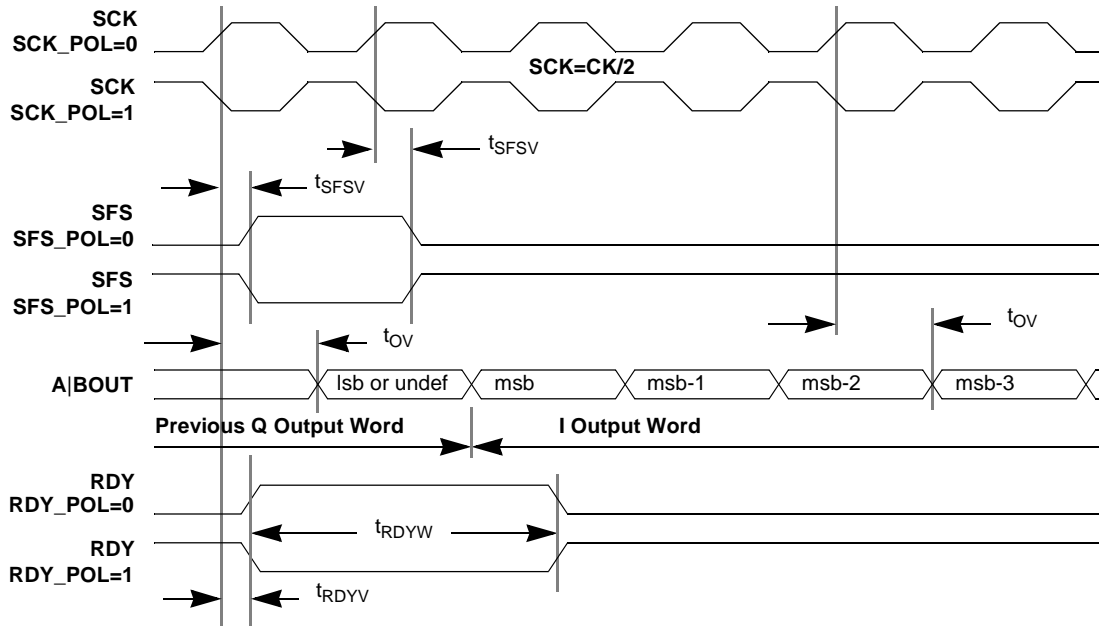 SCK
SCK_POL=0
SCK=CK/2
SCK
SCK_POL=1
tSFSV
tSFSV
SFS
SFS_POL=0
SFS
SFS_POL=1
tOV
tOV
A|BOUT
lsb or undef
msb
msb-1
msb-2
msb-3
Previous Q Output Word
I Output Word
RDY
RDY_POL=0
tRDYW
RDY
RDY_POL=1
tRDYV